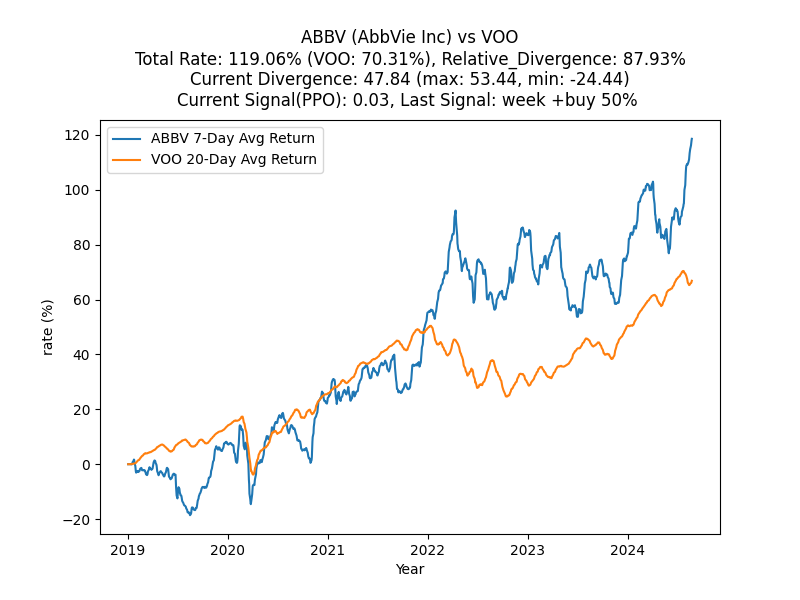 ABBV (AbbVie Inc) vs VOO
Total Rate: 119.06% (VOO: 70.31%), Relative_Divergence: 87.93%
Current Divergence: 47.84 (max: 53.44, min: -24.44)
Current Signal(PPO): 0.03, Last Signal: week +buy 50%
ABBV 7-Day Avg Return
VOO 20-Day Avg Return
rate (%)
120
100
80
60
40
20
0
−20
2019
2020
2021
2022
2023
2024
Year